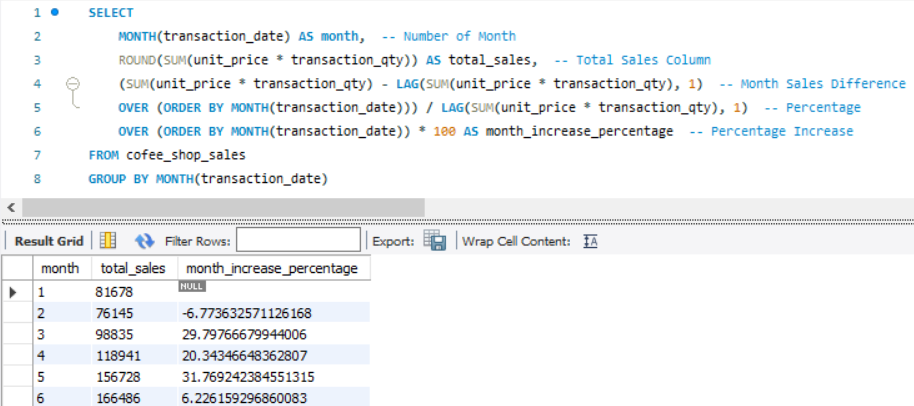 1 SELECT
2 MONTH(transaction_date) AS month, -- Number of Month
3 ROUND(SUM(unit_price * transaction_qty)) AS total_sales, -- Total Sales Column
4 (SUM(unit_price * transaction_qty) - LAG(SUM(unit_price * transaction_qty), 1) -- Month Sales Difference
5 OVER (ORDER BY MONTH(transaction_date))) / LAG(SUM(unit_price * transaction_qty), 1) -- Percentage
6 OVER (ORDER BY MONTH(transaction_date)) * 100 AS month_increase_percentage -- Percentage Increase
7 FROM cofee_shop_sales
8 GROUP BY MONTH(transaction_date)
Result Grid Filter Rows: Export: Wrap Cell Content: IA
month total_sales month_increase_percentage
1 81678 NULL
2 76145 -6.773632571126168
3 98835 29.79766679944006
4 118941 20.34346648362807
5 156728 31.769242384551315
6 166486 6.226159296860083